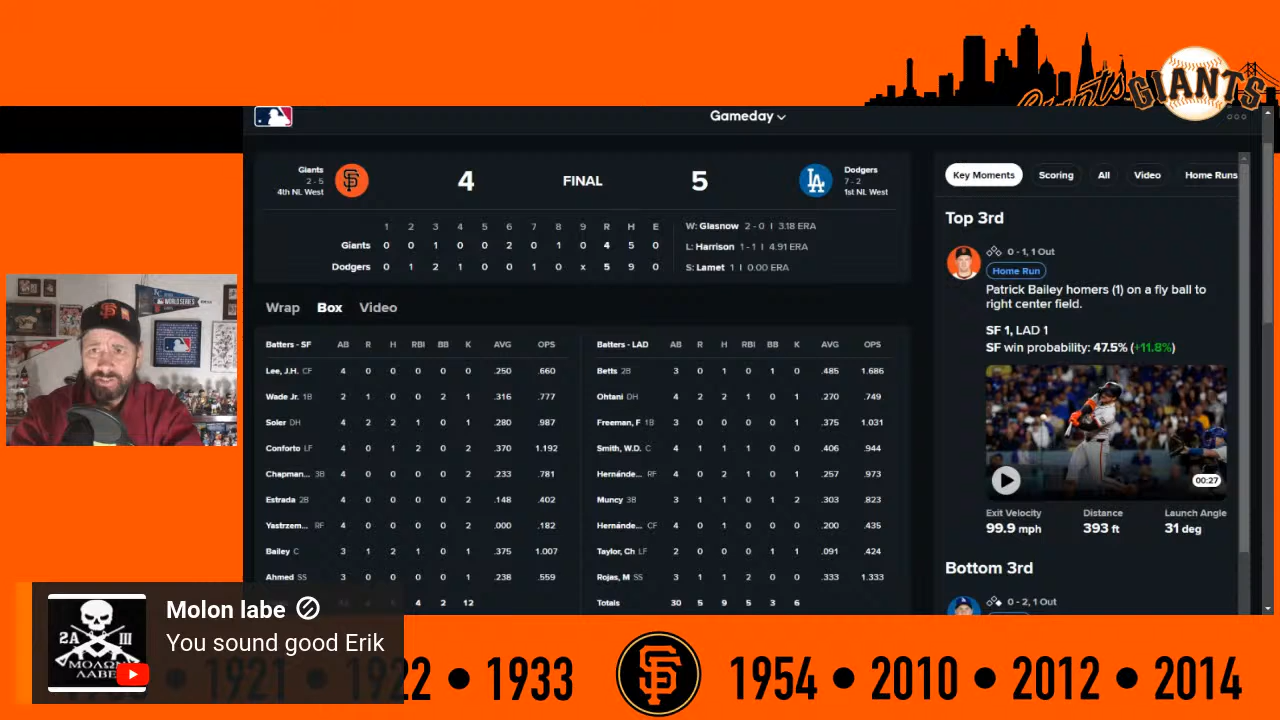 Giants GIANTS
Gameday
Giants
2 - 5
4th NL West
4 FINAL 5
Dodgers
7 - 2
1st NL West
1 2 3 4 5 6 7 8 9 R H E
Giants 0 0 1 0 0 2 0 1 0 4 5 0
Dodgers 0 1 2 1 0 0 1 0 x 5 9 0
W: Glasnow 2 - 0 | 3.18 ERA
L: Harrison 1 - 1 | 4.91 ERA
S: Lamet 1 | 0.00 ERA
Wrap Box Video
Batters - SF AB R H RBI BB K AVG OPS
Lee, J.H. CF 4 0 0 0 0 0 .250 .660
Wade Jr. 1B 2 1 0 0 2 1 .316 .777
Soler DH 4 2 2 1 0 1 .280 .987
Conforto LF 4 0 1 2 0 2 .370 1.192
Chapman... 3B 4 0 0 0 0 2 .233 .781
Estrada 2B 4 0 0 0 0 2 .148 .402
Yastrzem... RF 4 0 0 0 0 2 .000 .182
Bailey C 3 1 2 1 0 1 .375 1.007
Ahmed SS 3 0 0 0 0 1 .238 .559
4 2 12
Batters - LAD AB R H RBI BB K AVG OPS
Betts 2B 3 0 1 0 1 0 .485 1.686
Ohtani DH 4 2 2 1 0 1 .270 .749
Freeman, F 1B 3 0 0 0 0 1 .375 1.031
Smith, W.D. C 4 1 1 1 0 0 .406 .944
Hernánde... RF 4 0 2 1 0 1 .257 .973
Muncy 3B 3 1 1 0 1 2 .303 .823
Hernánde... CF 4 0 1 0 0 0 .200 .435
Taylor, Ch LF 2 0 0 0 1 1 .091 .424
Rojas, M SS 3 1 1 2 0 0 .333 1.333
Totals 30 5 9 5 3 6
Key Moments Scoring All Video Home Runs
Top 3rd
0 - 1, 1 Out
Home Run
Patrick Bailey homers (1) on a fly ball to
right center field.
SF 1, LAD 1
SF win probability: 47.5% (+11.8%)
00:27
Exit Velocity Distance Launch Angle
99.9 mph 393 ft 31 deg
Bottom 3rd
0 - 2, 1 Out
2A III
ΜΟΛΩΝ
ΛΑΒΕ
Molon labe
You sound good Erik
1921 • 1922 • 1933 SF 1954 • 2010 • 2012 • 2014